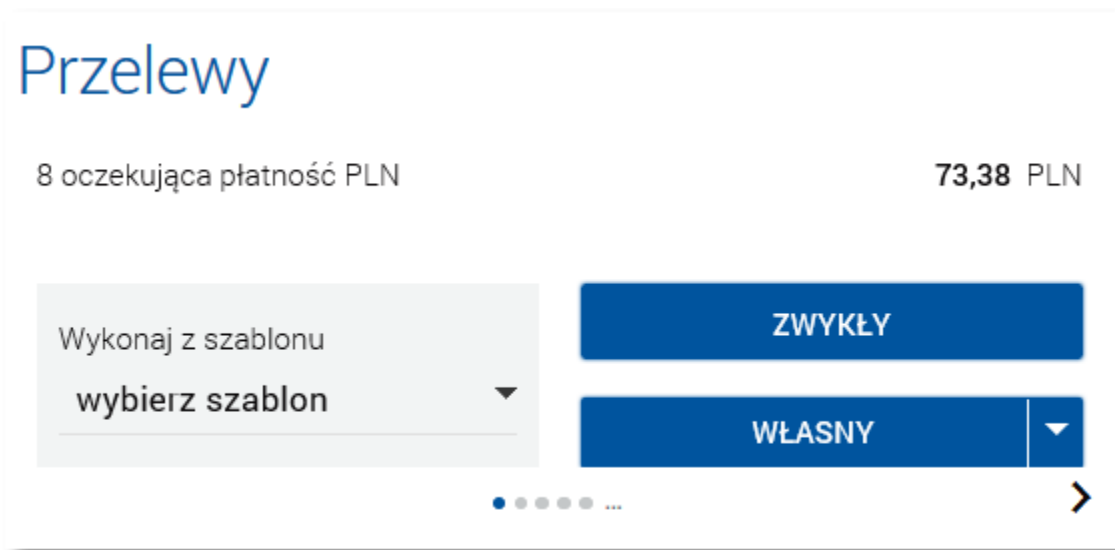 Przelewy
8 oczekująca płatność PLN 73,38 PLN
Wykonaj z szablonu
wybierz szablon
ZWYKŁY
WŁASNY
...